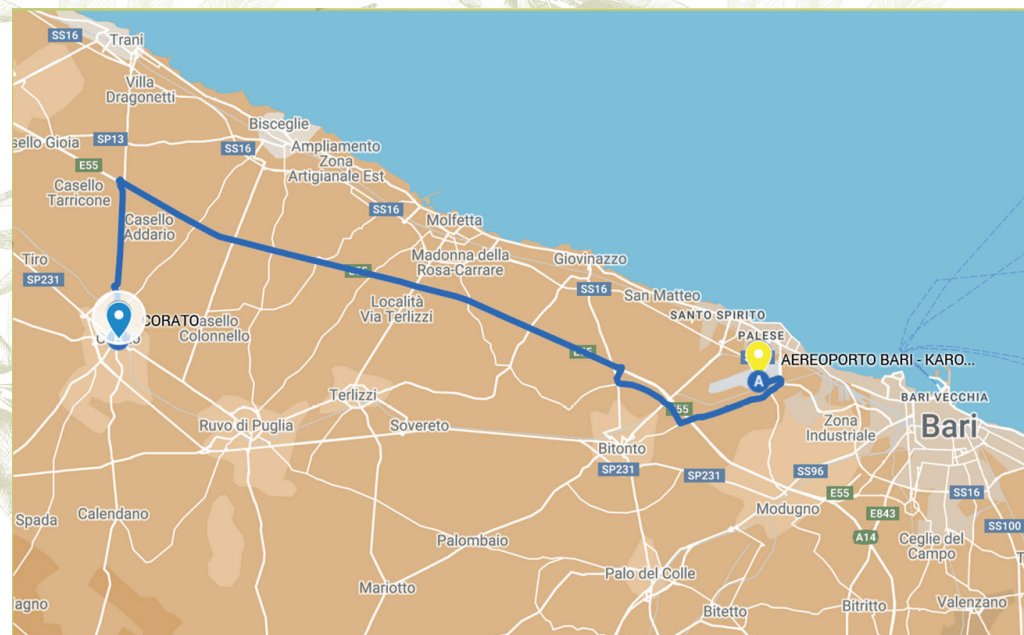 SS16
Trani
Villa
Dragonetti
Bisceglie
SP13
sello Gioia
SS16
Ampliamento
Zona
Artigianale Est
E55
Casello
Tarricone
SS16
Casello
Addario
Molfetta
Tiro
SP231
Madonna della
Rosa-Carrare
Giovinazzo
SS16
San Matteo
Località
Via Terlizzi
CORATO
asello
Colonnello
SANTO SPIRITO
PALESE
AEREOPORTO BARI - KARO...
A
Terlizzi
BARI VECCHIA
E55
Ruvo di Puglia
Sovereto
Zona
Industriale
Bari
Bitonto
SP231
SP231
SS96
E55
SS16
Spada
Calendano
Modugno
E843
SS100
A14
Ceglie del
Campo
Palombaio
Palo del Colle
Mariotto
agno
Bitetto
Bitritto
Valenzano